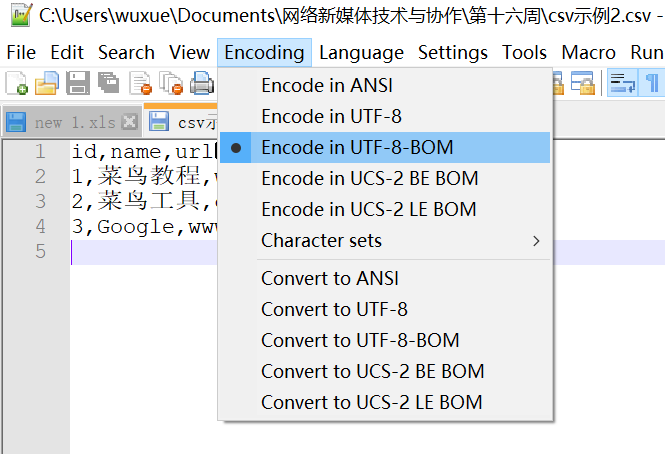 C:\Users\wuxue\Documents\网络新媒体技术与协作\第十六周\csv示例2.csv -
File Edit Search View Encoding Language Settings Tools Macro Run
new 1.xls csv示
Encode in ANSI
Encode in UTF-8
Encode in UTF-8-BOM
Encode in UCS-2 BE BOM
Encode in UCS-2 LE BOM
Character sets
Convert to ANSI
Convert to UTF-8
Convert to UTF-8-BOM
Convert to UCS-2 BE BOM
Convert to UCS-2 LE BOM
1 id,name,url
2 1,菜鸟教程,
3 2,菜鸟工具,
4 3,Google,www
5